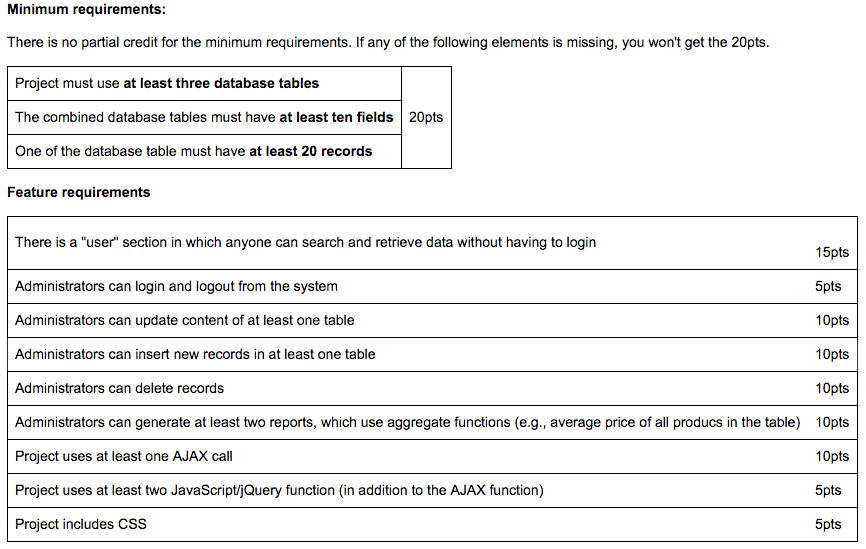 Minimum requirements:
There is no partial credit for the minimum requirements. If any of the following elements is missing, you won't get the 20pts.
Project must use at least three database tables
The combined database tables must have at least ten fields 20pts
One of the database table must have at least 20 records
Feature requirements
There is a "user" section in which anyone can search and retrieve data without having to login 15pts
Administrators can login and logout from the system 5pts
Administrators can update content of at least one table 10pts
Administrators can insert new records in at least one table 10pts
Administrators can delete records 10pts
Administrators can generate at least two reports, which use aggregate functions (e.g., average price of all producs in the table) 10pts
Project uses at least one AJAX call 10pts
Project uses at least two JavaScript/jQuery function (in addition to the AJAX function) 5pts
Project includes CSS 5pts